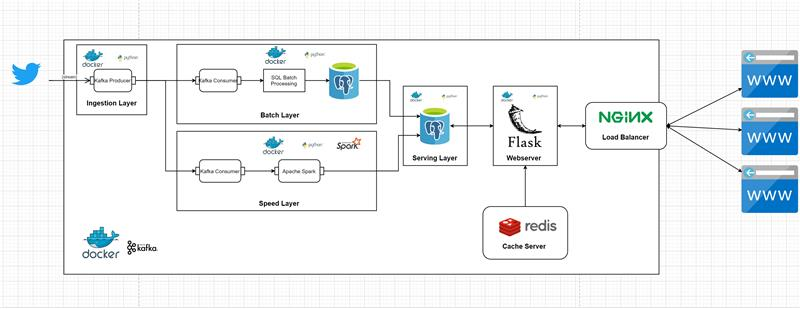 stream
docker
python
Kafka Producer
Ingestion Layer
docker
python
Kafka Consumer
SQL Batch
Processing
Batch Layer
docker
python
Spark
Kafka Consumer
Apache Spark
Speed Layer
docker
python
Serving Layer
docker
python
Flask
Webserver
NGINX
Load Balancer
www
www
www
redis
Cache Server
docker
kafka.